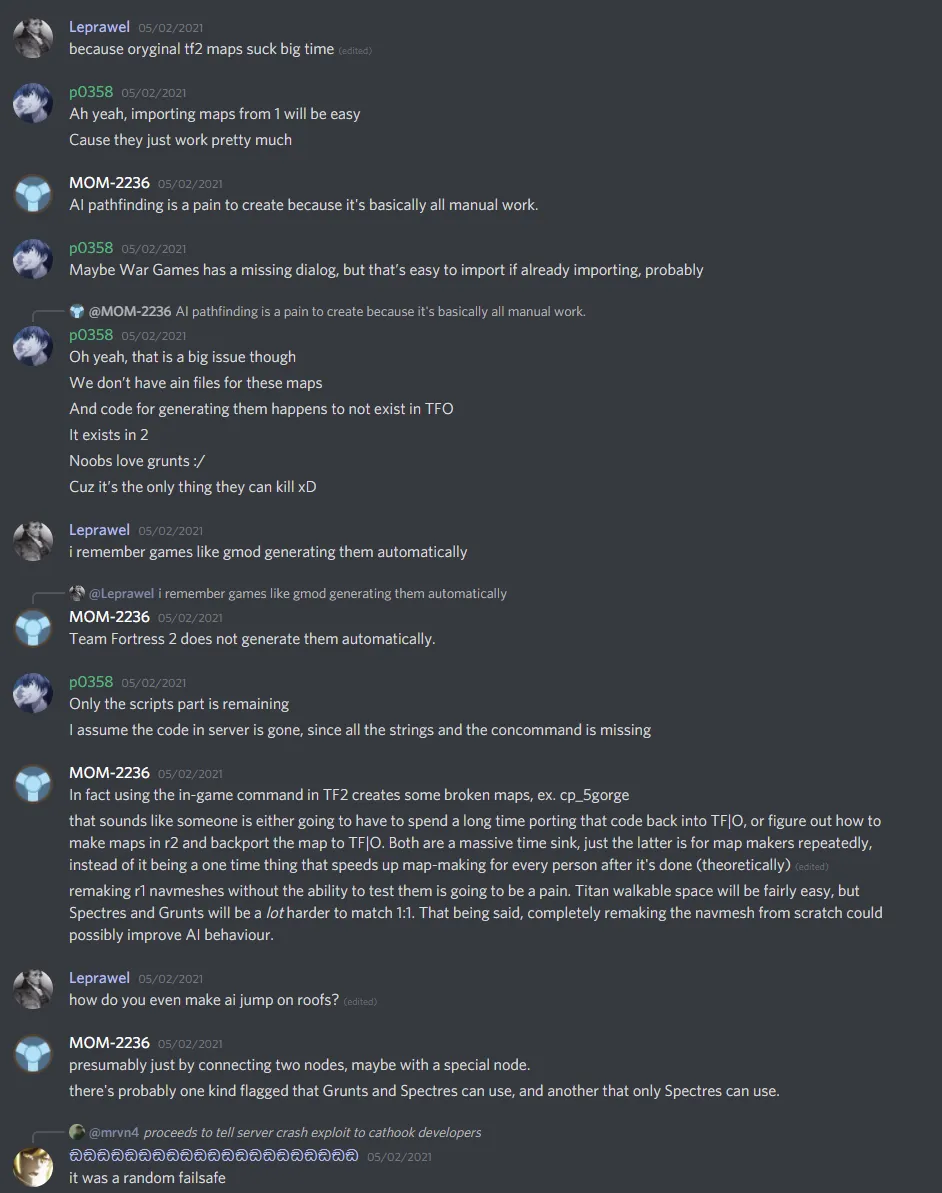 Leprawel 05/02/2021
because oryginal tf2 maps suck big time (edited)
p0358 05/02/2021
Ah yeah, importing maps from 1 will be easy
Cause they just work pretty much
MOM-2236 05/02/2021
AI pathfinding is a pain to create because it's basically all manual work.
p0358 05/02/2021
Maybe War Games has a missing dialog, but that's easy to import if already importing, probably
@MOM-2236 AI pathfinding is a pain to create because it's basically all manual work.
p0358 05/02/2021
Oh yeah, that is a big issue though
We don't have ain files for these maps
And code for generating them happens to not exist in TFO
It exists in 2
Noobs love grunts :/
Cuz it's the only thing they can kill xD
Leprawel 05/02/2021
i remember games like gmod generating them automatically
@Leprawel i remember games like gmod generating them automatically
MOM-2236 05/02/2021
Team Fortress 2 does not generate them automatically.
p0358 05/02/2021
Only the scripts part is remaining
I assume the code in server is gone, since all the strings and the concommand is missing
MOM-2236 05/02/2021
In fact using the in-game command in TF2 creates some broken maps, ex. cp_5gorge
that sounds like someone is either going to have to spend a long time porting that code back into TF|O, or figure out how to
make maps in r2 and backport the map to TF|O. Both are a massive time sink, just the latter is for map makers repeatedly,
instead of it being a one time thing that speeds up map-making for every person after it's done (theoretically) (edited)
remaking r1 navmeshes without the ability to test them is going to be a pain. Titan walkable space will be fairly easy, but
Spectres and Grunts will be a lot harder to match 1:1. That being said, completely remaking the navmesh from scratch could
possibly improve AI behaviour.
Leprawel 05/02/2021
how do you even make ai jump on roofs? (edited)
MOM-2236 05/02/2021
presumably just by connecting two nodes, maybe with a special node.
there's probably one kind flagged that Grunts and Spectres can use, and another that only Spectres can use.
@mrvn4 proceeds to tell server crash exploit to cathook developers
05/02/2021
it was a random failsafe